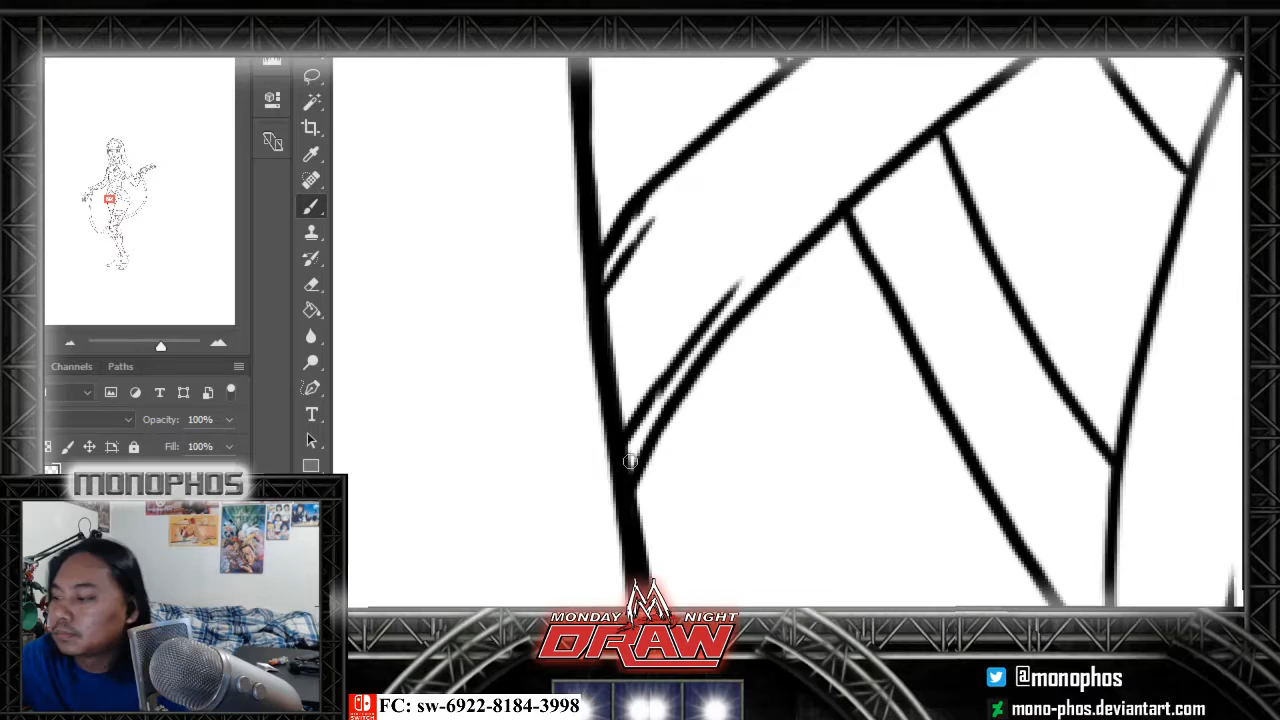 Channels Paths
Opacity: 100%
Fill: 100%
MONOPHOS
MONDAY NIGHT
DRAW
FC: sw-6922-8184-3998
@monophos
mono-phos.deviantart.com